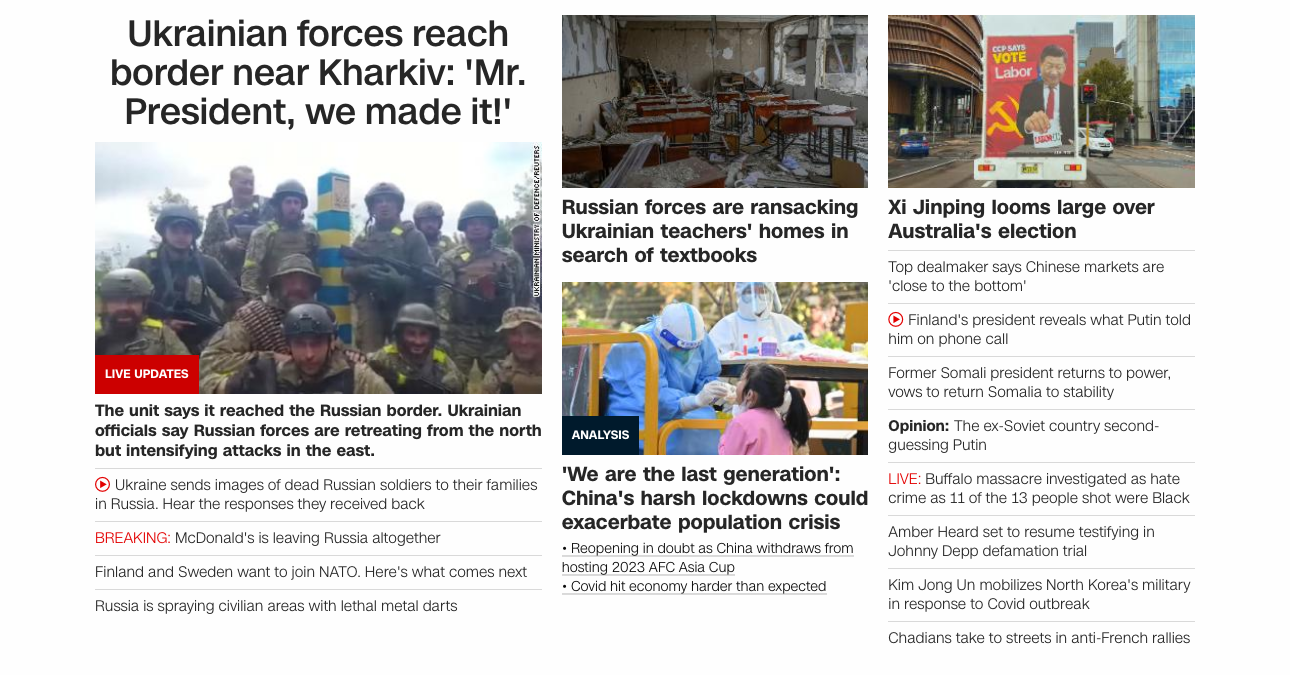 Ukrainian forces reach
border near Kharkiv: 'Mr.
President, we made it!'
UKRAINIAN MINISTRY OF DEFENCE/REUTERS
LIVE UPDATES
The unit says it reached the Russian border. Ukrainian
officials say Russian forces are retreating from the north
but intensifying attacks in the east.
Ukraine sends images of dead Russian soldiers to their families
in Russia. Hear the responses they received back
BREAKING: McDonald's is leaving Russia altogether
Finland and Sweden want to join NATO. Here's what comes next
Russia is spraying civilian areas with lethal metal darts
Russian forces are ransacking
Ukrainian teachers' homes in
search of textbooks
ANALYSIS
'We are the last generation':
China's harsh lockdowns could
exacerbate population crisis
• Reopening in doubt as China withdraws from
hosting 2023 AFC Asia Cup
• Covid hit economy harder than expected
CCP SAYS
VOTE
Labor
Xi Jinping looms large over
Australia's election
Top dealmaker says Chinese markets are
'close to the bottom'
Finland's president reveals what Putin told
him on phone call
Former Somali president returns to power,
vows to return Somalia to stability
Opinion: The ex-Soviet country second-
guessing Putin
LIVE: Buffalo massacre investigated as hate
crime as 11 of the 13 people shot were Black
Amber Heard set to resume testifying in
Johnny Depp defamation trial
Kim Jong Un mobilizes North Korea's military
in response to Covid outbreak
Chadians take to streets in anti-French rallies